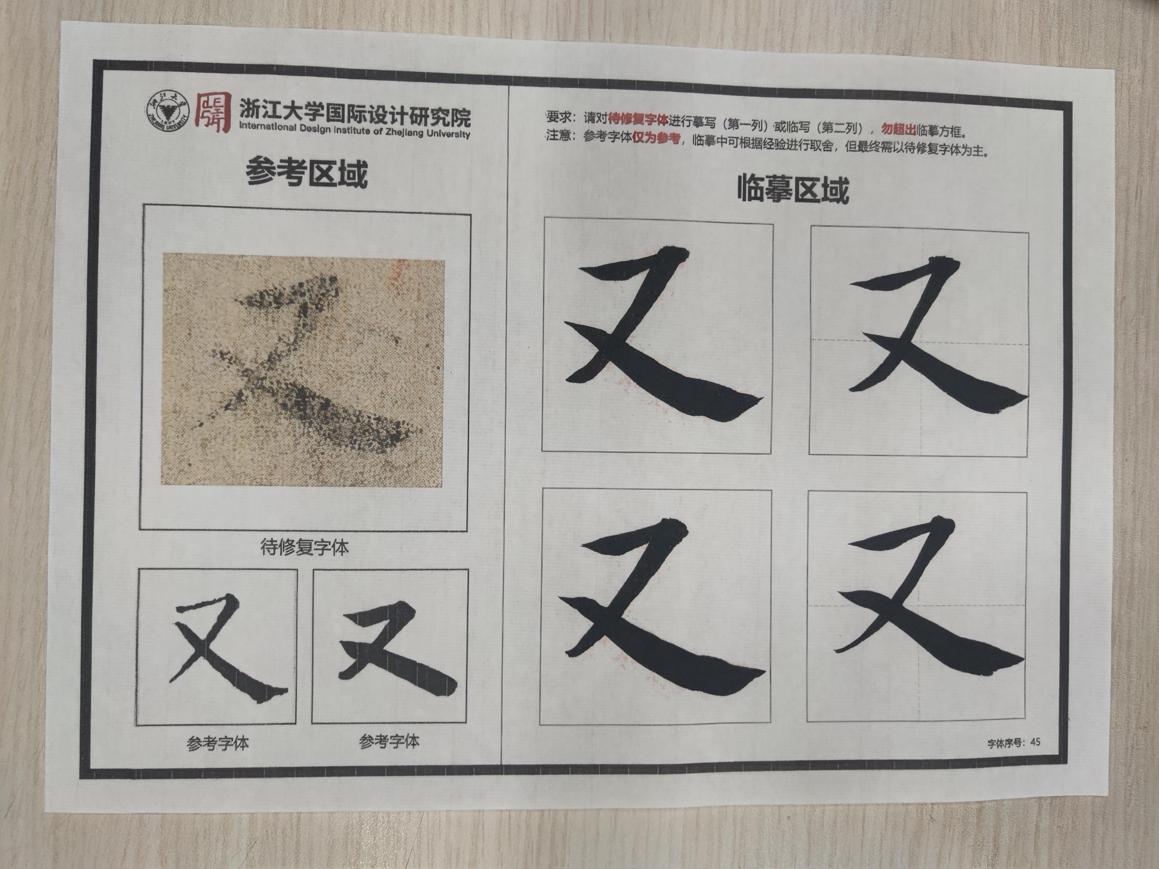 浙江大学国际设计研究院
International Design Institute of Zhejiang University
参考区域
又
待修复字体
又 又
参考字体 参考字体
要求：请对待修复字体进行摹写（第一列）或临写（第二列），勿超出临摹方框。
注意：参考字体仅为参考，临摹中可根据经验进行取舍，但最终需以待修复字体为主。
临摹区域
又 又
又 又
字体序号：45